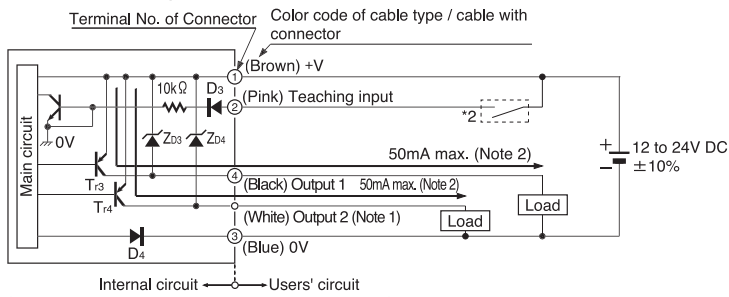 Terminal No. of Connector
Color code of cable type / cable with
connector
Main circuit
10kΩ
D3
1
(Brown) +V
2
(Pink) Teaching input
*2
0V
ZD3
ZD4
50mA max. (Note 2)
+
−
12 to 24V DC
±10%
Tr3
4
(Black) Output 1
50mA max. (Note 2)
Tr4
Load
(White) Output 2 (Note 1)
Load
3
(Blue) 0V
D4
Internal circuit
Users' circuit